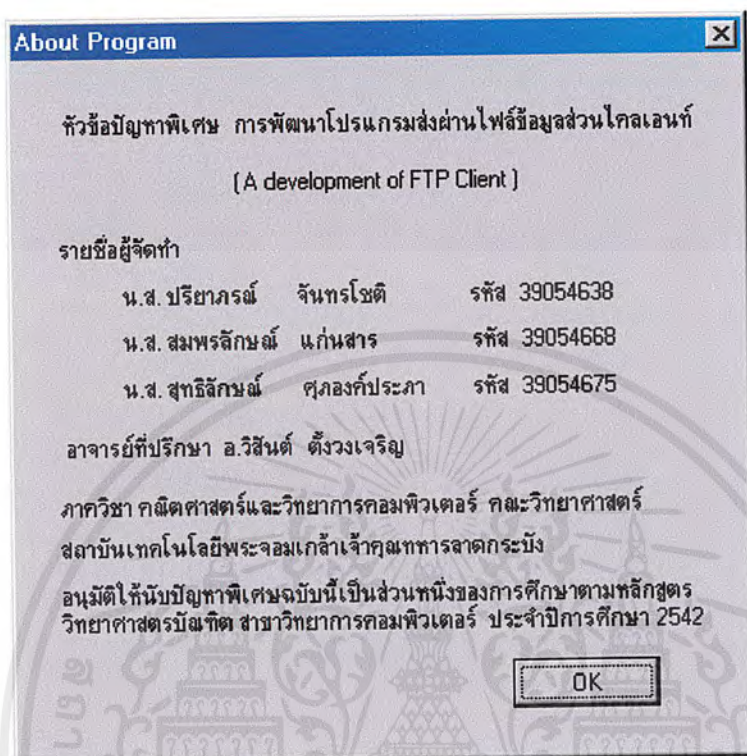 About Program
หัวข้อปัญหาพิเศษ การพัฒนาโปรแกรมส่งผ่านไฟล์ข้อมูลส่วนไคลเอนท์
( A development of FTP Client )
รายชื่อผู้จัดทำ
น.ส. ปรียาภรณ์ จันทรโชติ รหัส 39054638
น.ส. สมพรลักษณ์ แก่นสาร รหัส 39054668
น.ส. สุทธิลักษณ์ ศุภองค์ประภา รหัส 39054675
อาจารย์ที่ปรึกษา อ.วิสันต์ ตั้งวงเจริญ
ภาควิชา คณิตศาสตร์และวิทยาการคอมพิวเตอร์ คณะวิทยาศาสตร์
สถาบันเทคโนโลยีพระจอมเกล้าเจ้าคุณทหารลาดกระบัง
อนุมัติให้นับปัญหาพิเศษฉบับนี้เป็นส่วนหนึ่งของการศึกษาตามหลักสูตร
วิทยาศาสตรบัณฑิต สาขาวิทยาการคอมพิวเตอร์ ประจำปีการศึกษา 2542
OK